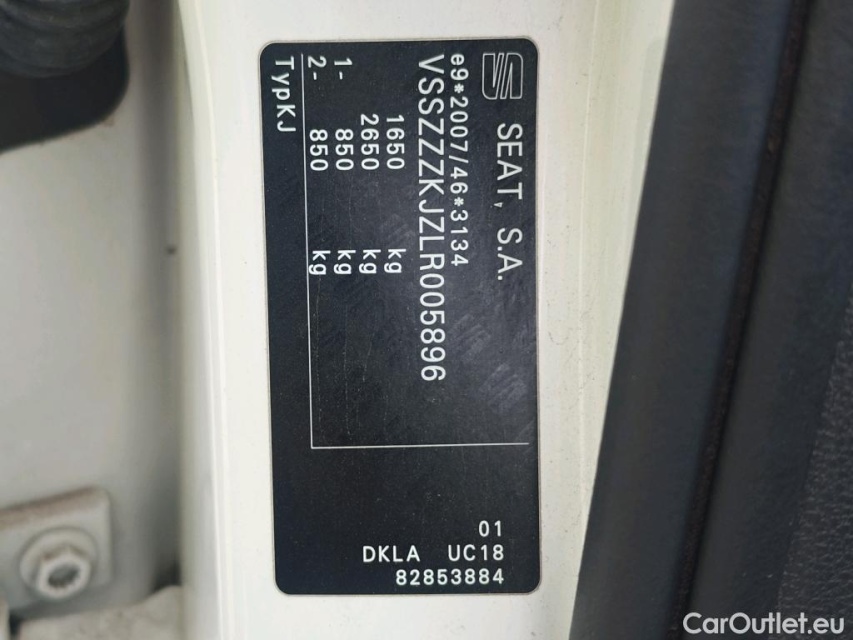 SEAT, S.A.
e9*2007/46*3134
VSSZZZKJZLR005896
1650 kg
2650 kg
1- 850 kg
2- 850 kg
TypKJ
01
DKLA UC18
82853884
CarOutlet.eu